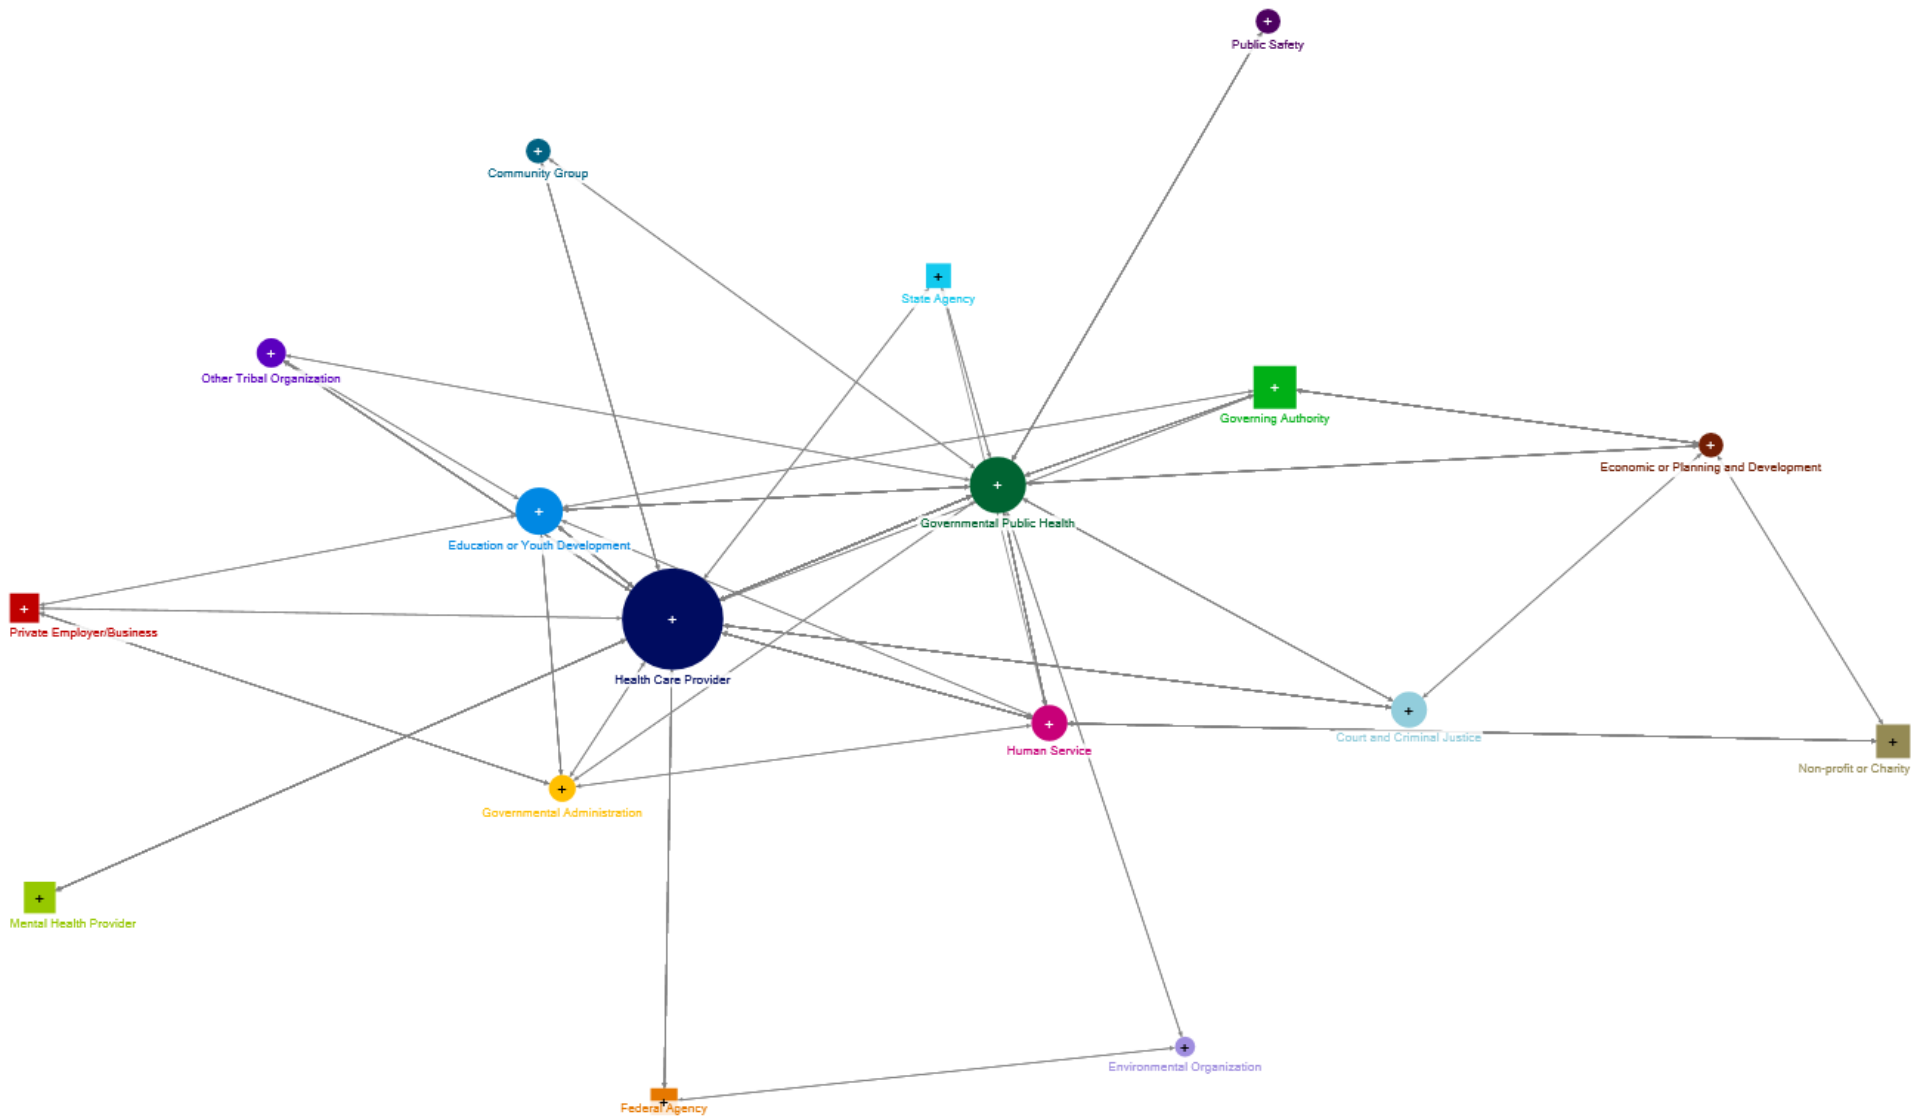 +
Public Safety
+
Community Group
+
State Agency
+
Other Tribal Organization
+
Governing Authority
+
Economic or Planning and Development
+
Governmental Public Health
+
Education or Youth Development
+
Private Employer/Business
+
Health Care Provider
+
Human Service
+
Court and Criminal Justice
+
Non-profit or Charity
+
Governmental Administration
+
Mental Health Provider
+
Environmental Organization
+
Federal Agency